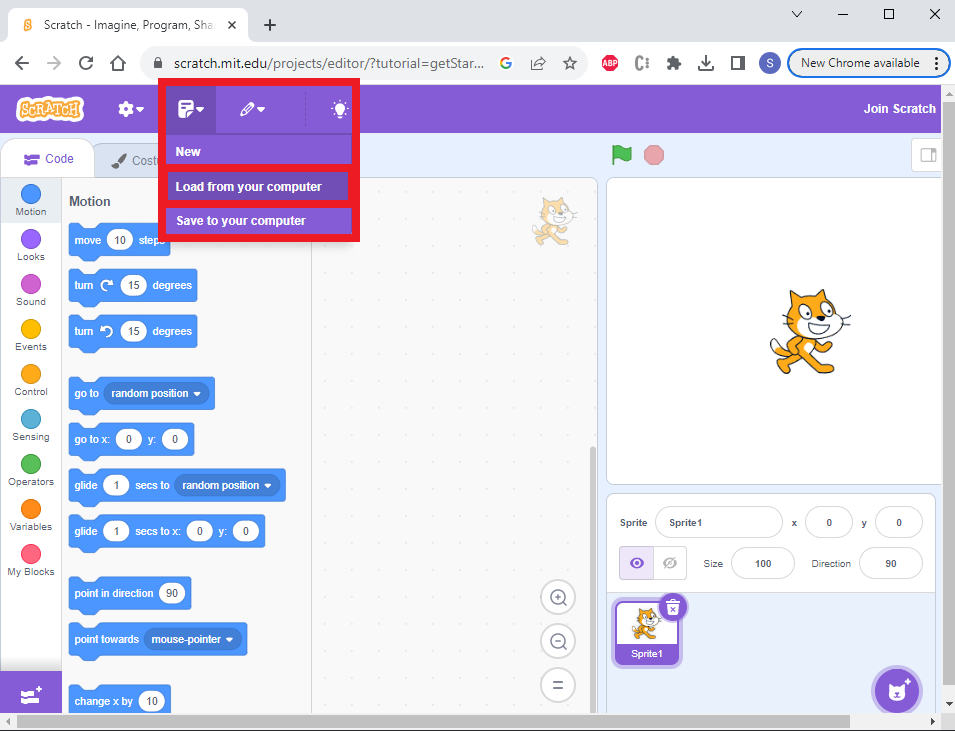 Scratch - Imagine, Program, Sha
scratch.mit.edu/projects/editor/?tutorial=getStar...
ABP
S
New Chrome available
SCRATCH
Join Scratch
New
Load from your computer
Save to your computer
Code
Costu
Motion
Looks
Sound
Events
Control
Sensing
Operators
Variables
My Blocks
Motion
move 10 steps
turn 15 degrees
turn 15 degrees
go to random position
go to x: 0 y: 0
glide 1 secs to random position
glide 1 secs to x: 0 y: 0
point in direction 90
point towards mouse-pointer
change x by 10
Sprite Sprite1 x 0 y 0
Size 100 Direction 90
Sprite1